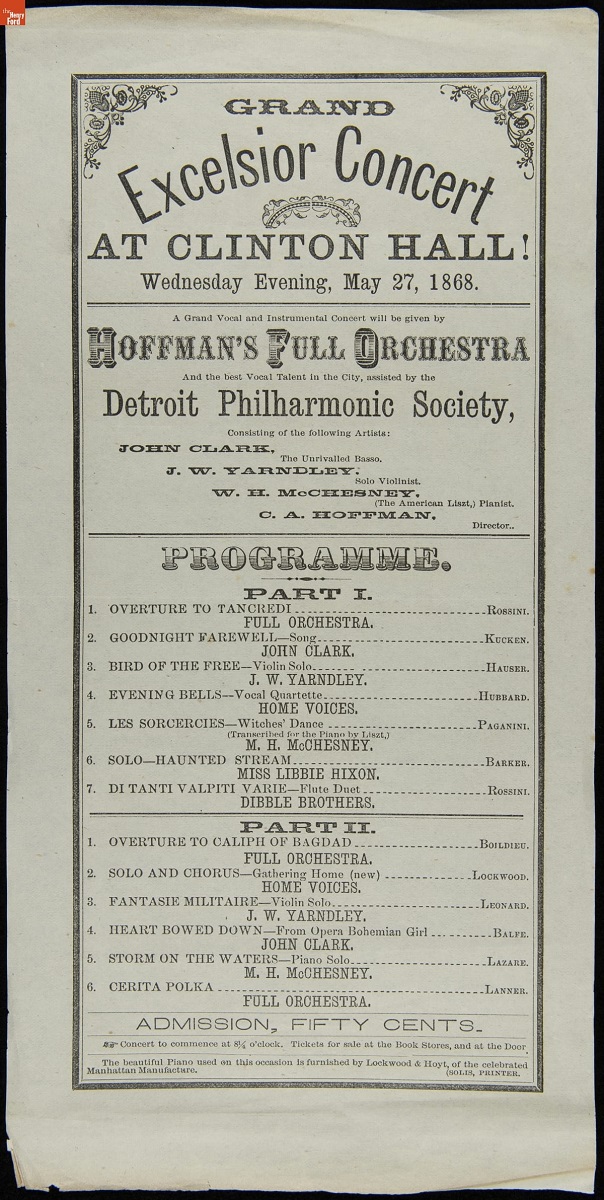 the
Henry
Ford
GRAND
Excelsior Concert
AT CLINTON HALL!
Wednesday Evening, May 27, 1868.
A Grand Vocal and Instrumental Concert will be given by
HOFFMAN'S FULL ORCHESTRA
And the best Vocal Talent in the City, assisted by the
Detroit Philharmonic Society,
Consisting of the following Artists:
JOHN CLARK,
The Unrivalled Basso.
J. W. YARNDLEY.
Solo Violinist.
W. H. McCHESNEY,
(The American Liszt,) Pianist.
C. A. HOFFMAN,
Director..
PROGRAMME.
PART I.
1. OVERTURE TO TANCREDI ROSSINI.
FULL ORCHESTRA.
2. GOODNIGHT FAREWELL—Song KUCKEN.
JOHN CLARK.
3. BIRD OF THE FREE—Violin Solo HAUSER.
J. W. YARNDLEY.
4. EVENING BELLS—Vocal Quartette HUBBARD.
HOME VOICES.
5. LES SORCERCIES—Witches' Dance PAGANINI.
(Transcribed for the Piano by Liszt,)
M. H. McCHESNEY.
6. SOLO—HAUNTED STREAM BARKER.
MISS LIBBIE HIXON.
7. DI TANTI VALPITI VARIE—Flute Duet ROSSINI.
DIBBLE BROTHERS.
PART II.
1. OVERTURE TO CALIPH OF BAGDAD BOILDIEU.
FULL ORCHESTRA.
2. SOLO AND CHORUS—Gathering Home (new) LOCKWOOD.
HOME VOICES.
3. FANTASIE MILITAIRE—Violin Solo LEONARD.
J. W. YARNDLEY.
4. HEART BOWED DOWN—From Opera Bohemian Girl BALFE.
JOHN CLARK.
5. STORM ON THE WATERS—Piano Solo LAZARE.
M. H. McCHESNEY.
6. CERITA POLKA LANNER.
FULL ORCHESTRA.
ADMISSION, FIFTY CENTS.
Concert to commence at 8¼ o'clock. Tickets for sale at the Book Stores, and at the Door
The beautiful Piano used on this occasion is furnished by Lockwood & Hoyt, of the celebrated
Manhattan Manufacture. (SOLIS, PRINTER.